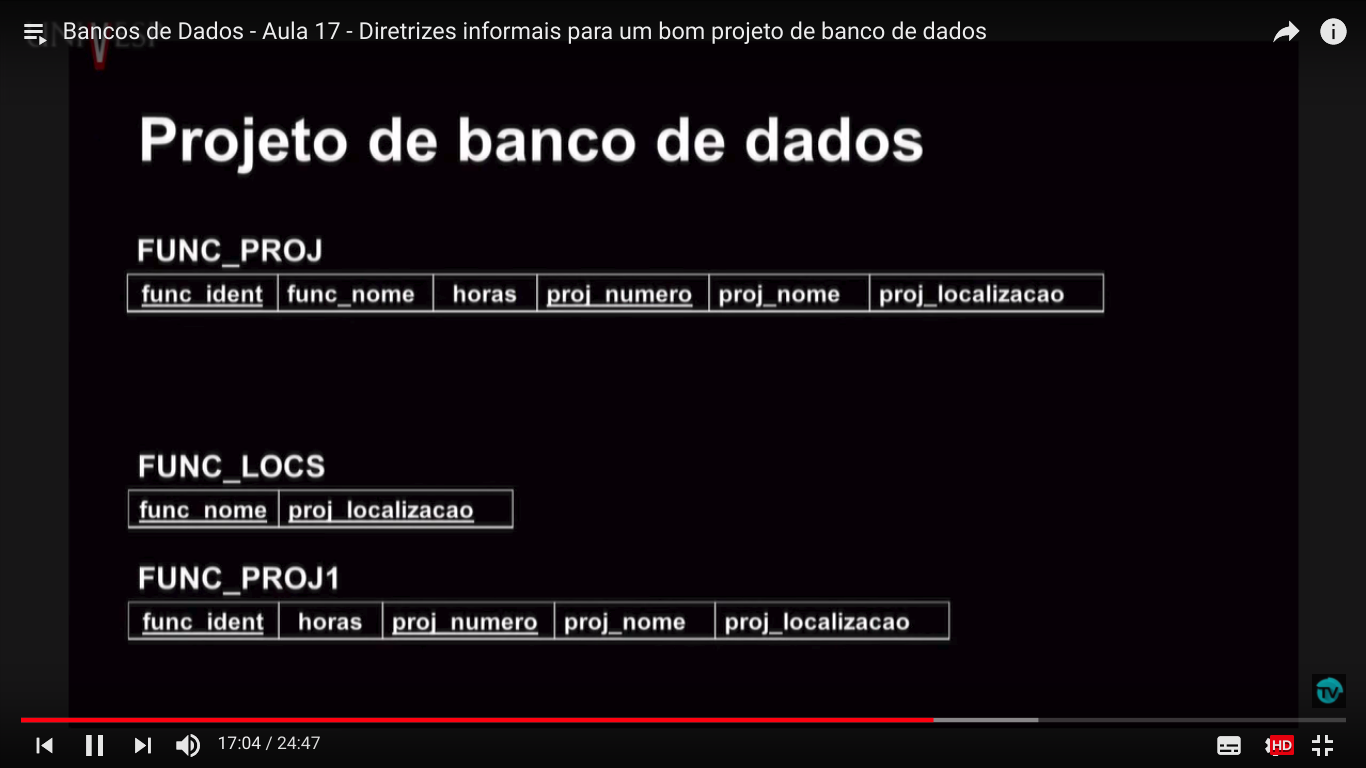 Bancos de Dados - Aula 17 - Diretrizes informais para um bom projeto de banco de dados
Projeto de banco de dados
FUNC_PROJ
func_ident func_nome horas proj_numero proj_nome proj_localizacao
FUNC_LOCS
func_nome proj_localizacao
FUNC_PROJ1
func_ident horas proj_numero proj_nome proj_localizacao
TV
17:04 / 24:47
HD